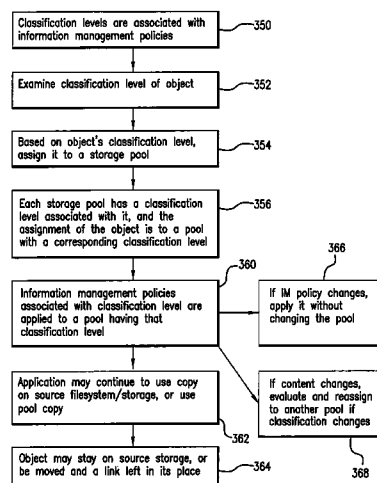 Classification levels are associated with
information management policies
350
Examine classification level of object
352
Based on object's classification level,
assign it to a storage pool
354
Each storage pool has a classification
level associated with it, and the
assignment of the object is to a pool
with a corresponding classification level
356
360
Information management policies
associated with classification level are
applied to a pool having that
classification level
366
If IM policy changes,
apply it without
changing the pool
Application may continue to use copy
on source filesystem/storage, or use
pool copy
362
If content changes,
evaluate and reassign
to another pool if
classification changes
368
Object may stay on source storage, or
be moved and a link left in its place
364